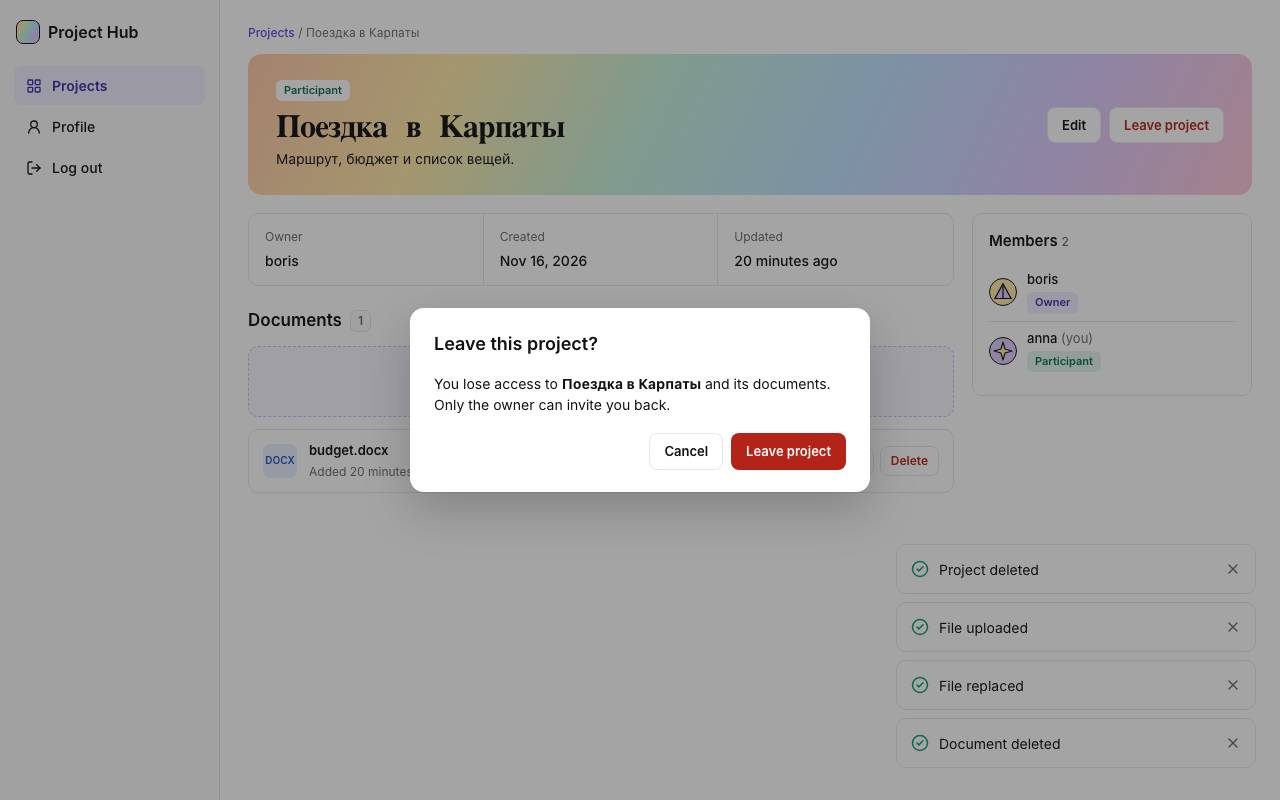 Project Hub
Projects
Profile
Log out
Projects / Поездка в Карпаты
Participant
Поездка в Карпаты
Маршрут, бюджет и список вещей.
Edit
Leave project
Owner
boris
Created
Nov 16, 2026
Updated
20 minutes ago
Members 2
boris
Owner
anna (you)
Participant
Documents 1
DOCX
budget.docx
Added 20 minutes
Delete
Leave this project?
You lose access to Поездка в Карпаты and its documents.
Only the owner can invite you back.
Cancel
Leave project
Project deleted
File uploaded
File replaced
Document deleted